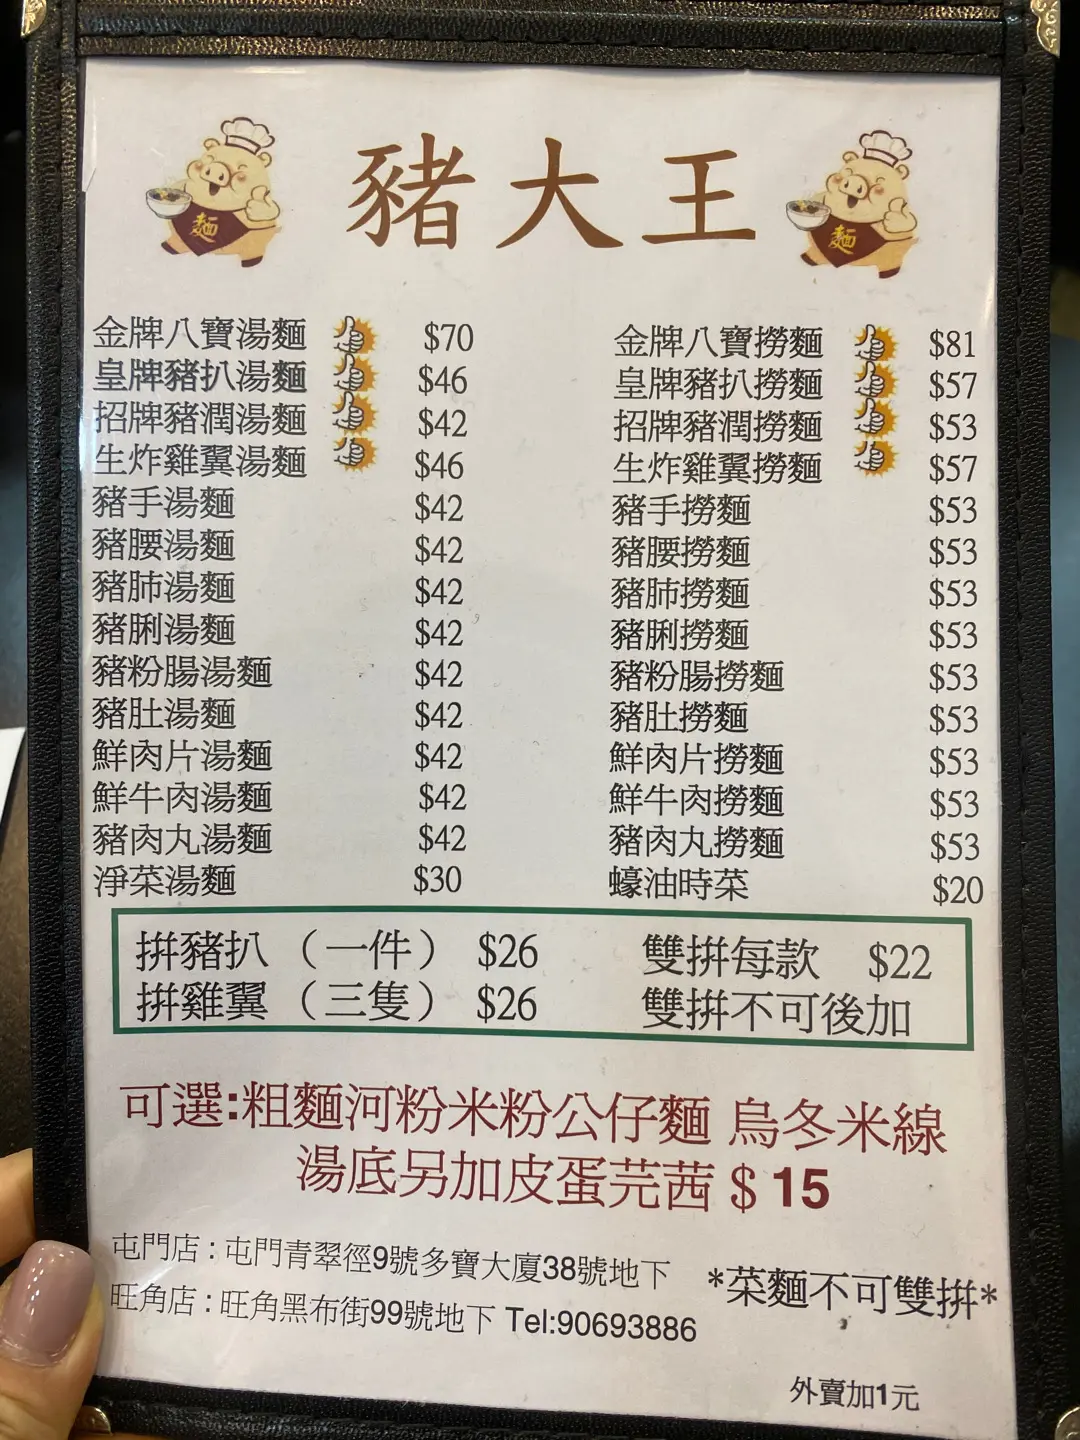 豬大王
麵
麵
金牌八寶湯麵 $70
皇牌豬扒湯麵 $46
招牌豬潤湯麵 $42
生炸雞翼湯麵 $46
豬手湯麵 $42
豬腰湯麵 $42
豬肺湯麵 $42
豬脷湯麵 $42
豬粉腸湯麵 $42
豬肚湯麵 $42
鮮肉片湯麵 $42
鮮牛肉湯麵 $42
豬肉丸湯麵 $42
淨菜湯麵 $30
金牌八寶撈麵 $81
皇牌豬扒撈麵 $57
招牌豬潤撈麵 $53
生炸雞翼撈麵 $57
豬手撈麵 $53
豬腰撈麵 $53
豬肺撈麵 $53
豬脷撈麵 $53
豬粉腸撈麵 $53
豬肚撈麵 $53
鮮肉片撈麵 $53
鮮牛肉撈麵 $53
豬肉丸撈麵 $53
蠔油時菜 $20
拼豬扒（一件） $26
拼雞翼（三隻） $26
雙拼每款 $22
雙拼不可後加
可選:粗麵河粉米粉公仔麵 烏冬米線
湯底另加皮蛋芫茜 $ 15
屯門店 : 屯門青翠徑9號多寶大廈38號地下
旺角店 : 旺角黑布街99號地下 Tel:90693886
*菜麵不可雙拼*
外賣加1元